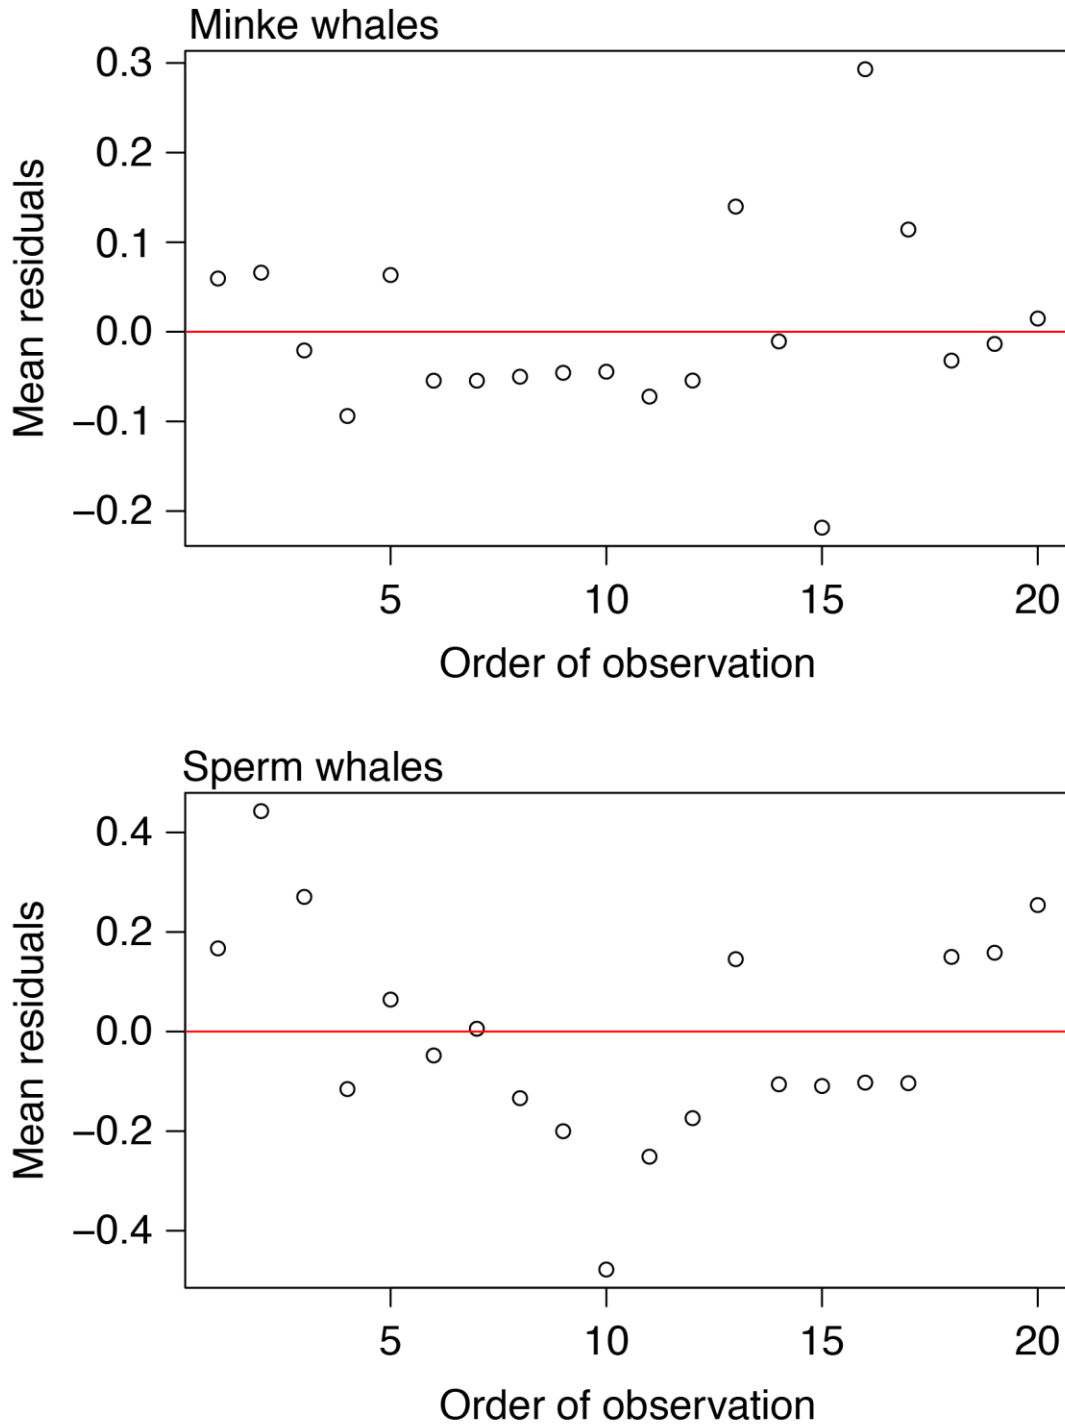 Minke whales
0.3
0.2
0.1
0.0
−0.1
−0.2
Mean residuals
5 10 15 20
Order of observation
Sperm whales
0.4
0.2
0.0
−0.2
−0.4
Mean residuals
5 10 15 20
Order of observation